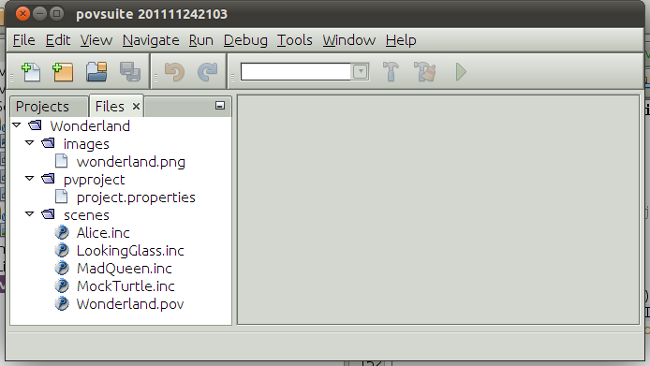 povsuite 201111242103
File Edit View Navigate Run Debug Tools Window Help
Projects Files
Wonderland
images
wonderland.png
pvproject
project.properties
scenes
Alice.inc
LookingGlass.inc
MadQueen.inc
MockTurtle.inc
Wonderland.pov